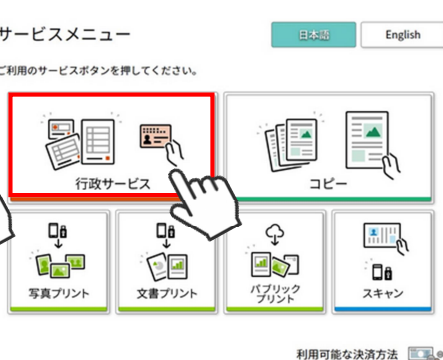 サービスメニュー
日本語
English
ご利用のサービスボタンを押してください。
行政サービス
コピー
写真プリント
文書プリント
パブリック
プリント
スキャン
利用可能な決済方法